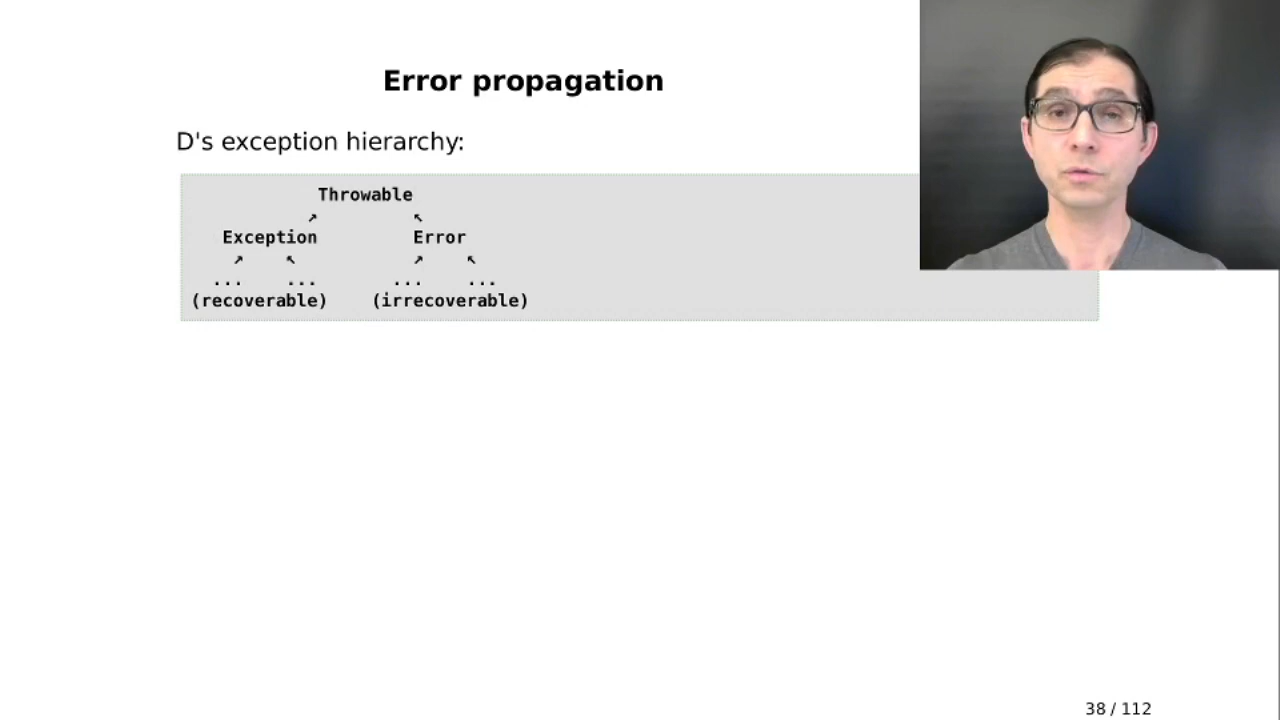 Error propagation
D's exception hierarchy:
Throwable
↗ ↖
Exception Error
↗ ↖ ↗ ↖
... ... ... ...
(recoverable) (irrecoverable)
38 / 112